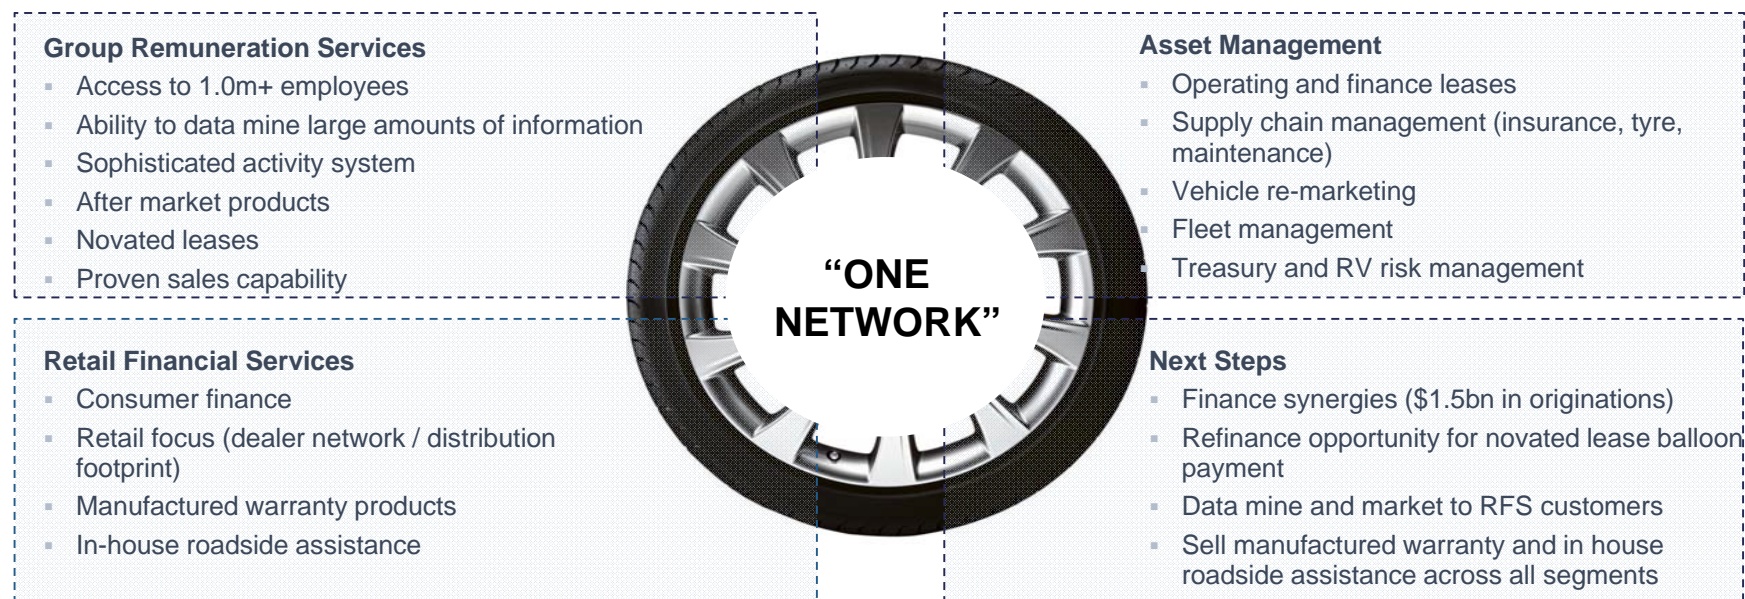 Group Remuneration Services
Access to 1.0m+ employees
Ability to data mine large amounts of information
Sophisticated activity system
After market products
Novated leases
Proven sales capability
Asset Management
Operating and finance leases
Supply chain management (insurance, tyre,
maintenance)
Vehicle re-marketing
Fleet management
Treasury and RV risk management
“ONE
NETWORK”
Retail Financial Services
Consumer finance
Retail focus (dealer network / distribution
footprint)
Manufactured warranty products
In-house roadside assistance
Next Steps
Finance synergies ($1.5bn in originations)
Refinance opportunity for novated lease balloon
payment
Data mine and market to RFS customers
Sell manufactured warranty and in house
roadside assistance across all segments